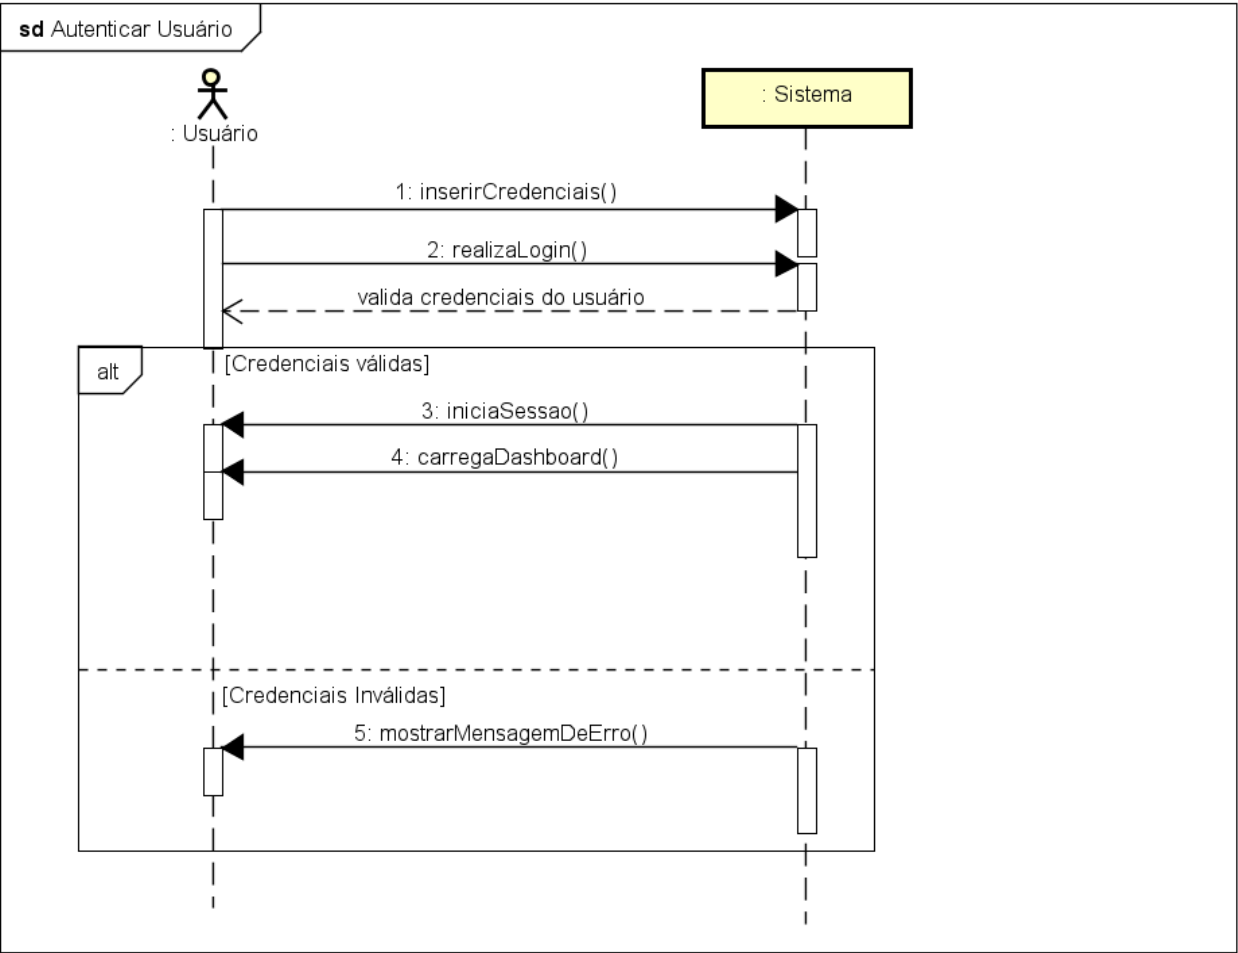 sd Autenticar Usuário
: Usuário
: Sistema
1: inserirCredenciais()
2: realizaLogin()
valida credenciais do usuário
alt
[Credenciais válidas]
3: iniciaSessao()
4: carregaDashboard()
[Credenciais Inválidas]
5: mostrarMensagemDeErro()